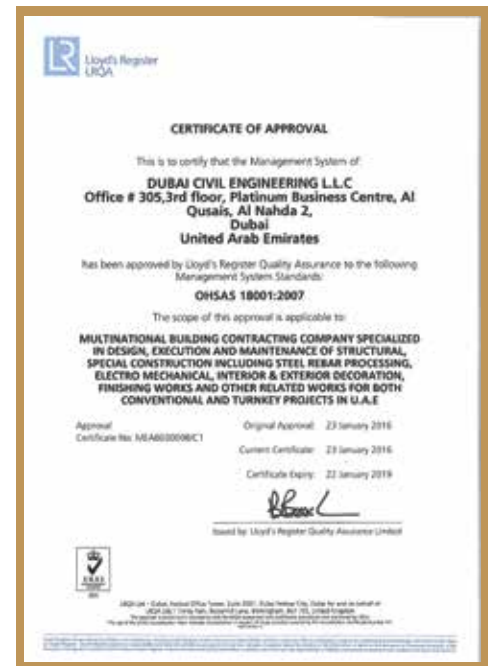 LR
Lloyd's Register
LRQA
CERTIFICATE OF APPROVAL
This is to certify that the Management System of:
DUBAI CIVIL ENGINEERING L.L.C
Office # 305,3rd floor, Platinum Business Centre, Al
Qusais, Al Nahda 2,
Dubai
United Arab Emirates
has been approved by Lloyd's Register Quality Assurance to the following
Management System Standards:
OHSAS 18001:2007
The scope of this approval is applicable to:
MULTINATIONAL BUILDING CONTRACTING COMPANY SPECIALIZED
IN DESIGN, EXECUTION AND MAINTENANCE OF STRUCTURAL,
SPECIAL CONSTRUCTION INCLUDING STEEL REBAR PROCESSING,
ELECTRO MECHANICAL, INTERIOR & EXTERIOR DECORATION,
FINISHING WORKS AND OTHER RELATED WORKS FOR BOTH
CONVENTIONAL AND TURNKEY PROJECTS IN U.A.E
Approval
Certificate No:
Original Approval: 23 January 2016
Current Certificate: 23 January 2016
Certificate Expiry: 22 January 2019
Issued by: Lloyd's Register Quality Assurance Limited
UKAS